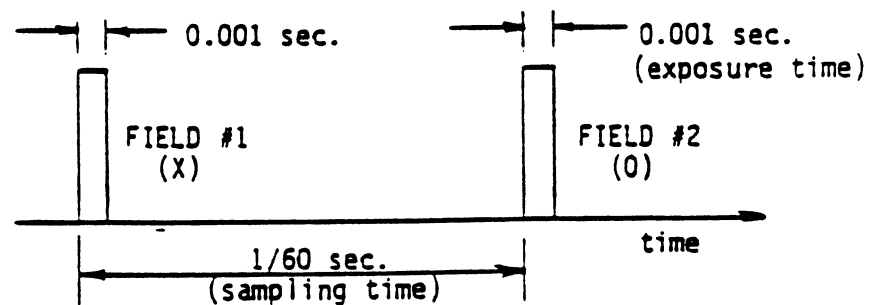 0.001 sec.
0.001 sec.
(exposure time)
FIELD #1
(X)
FIELD #2
(O)
time
1/60 sec.
(sampling time)